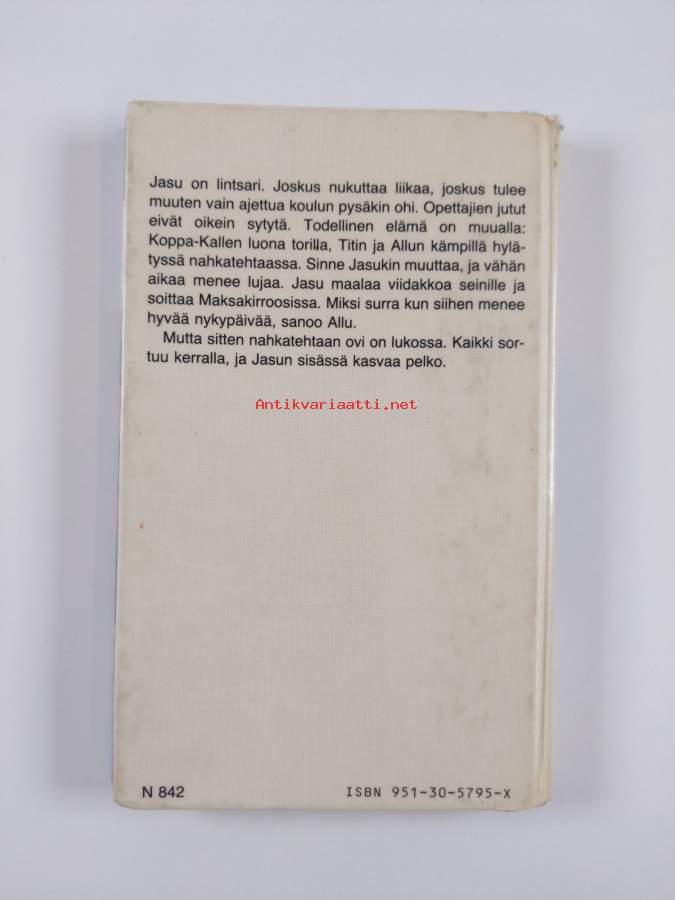 Jasu on lintsari. Joskus nukuttaa liikaa, joskus tulee
muuten vain ajettua koulun pysäkin ohi. Opettajien jutut
eivät oikein sytytä. Todellinen elämä on muualla:
Koppa-Kallen luona torilla, Titin ja Allun kämpillä hylä-
tyssä nahkatehtaassa. Sinne Jasukin muuttaa, ja vähän
aikaa menee lujaa. Jasu maalaa viidakkoa seinille ja
soittaa Maksakirroosissa. Miksi surra kun siihen menee
hyvää nykypäivää, sanoo Allu.
Mutta sitten nahkatehtaan ovi on lukossa. Kaikki sor-
tuu kerralla, ja Jasun sisässä kasvaa pelko.
Antikvariaatti.net
N 842
ISBN 951-30-5795-X